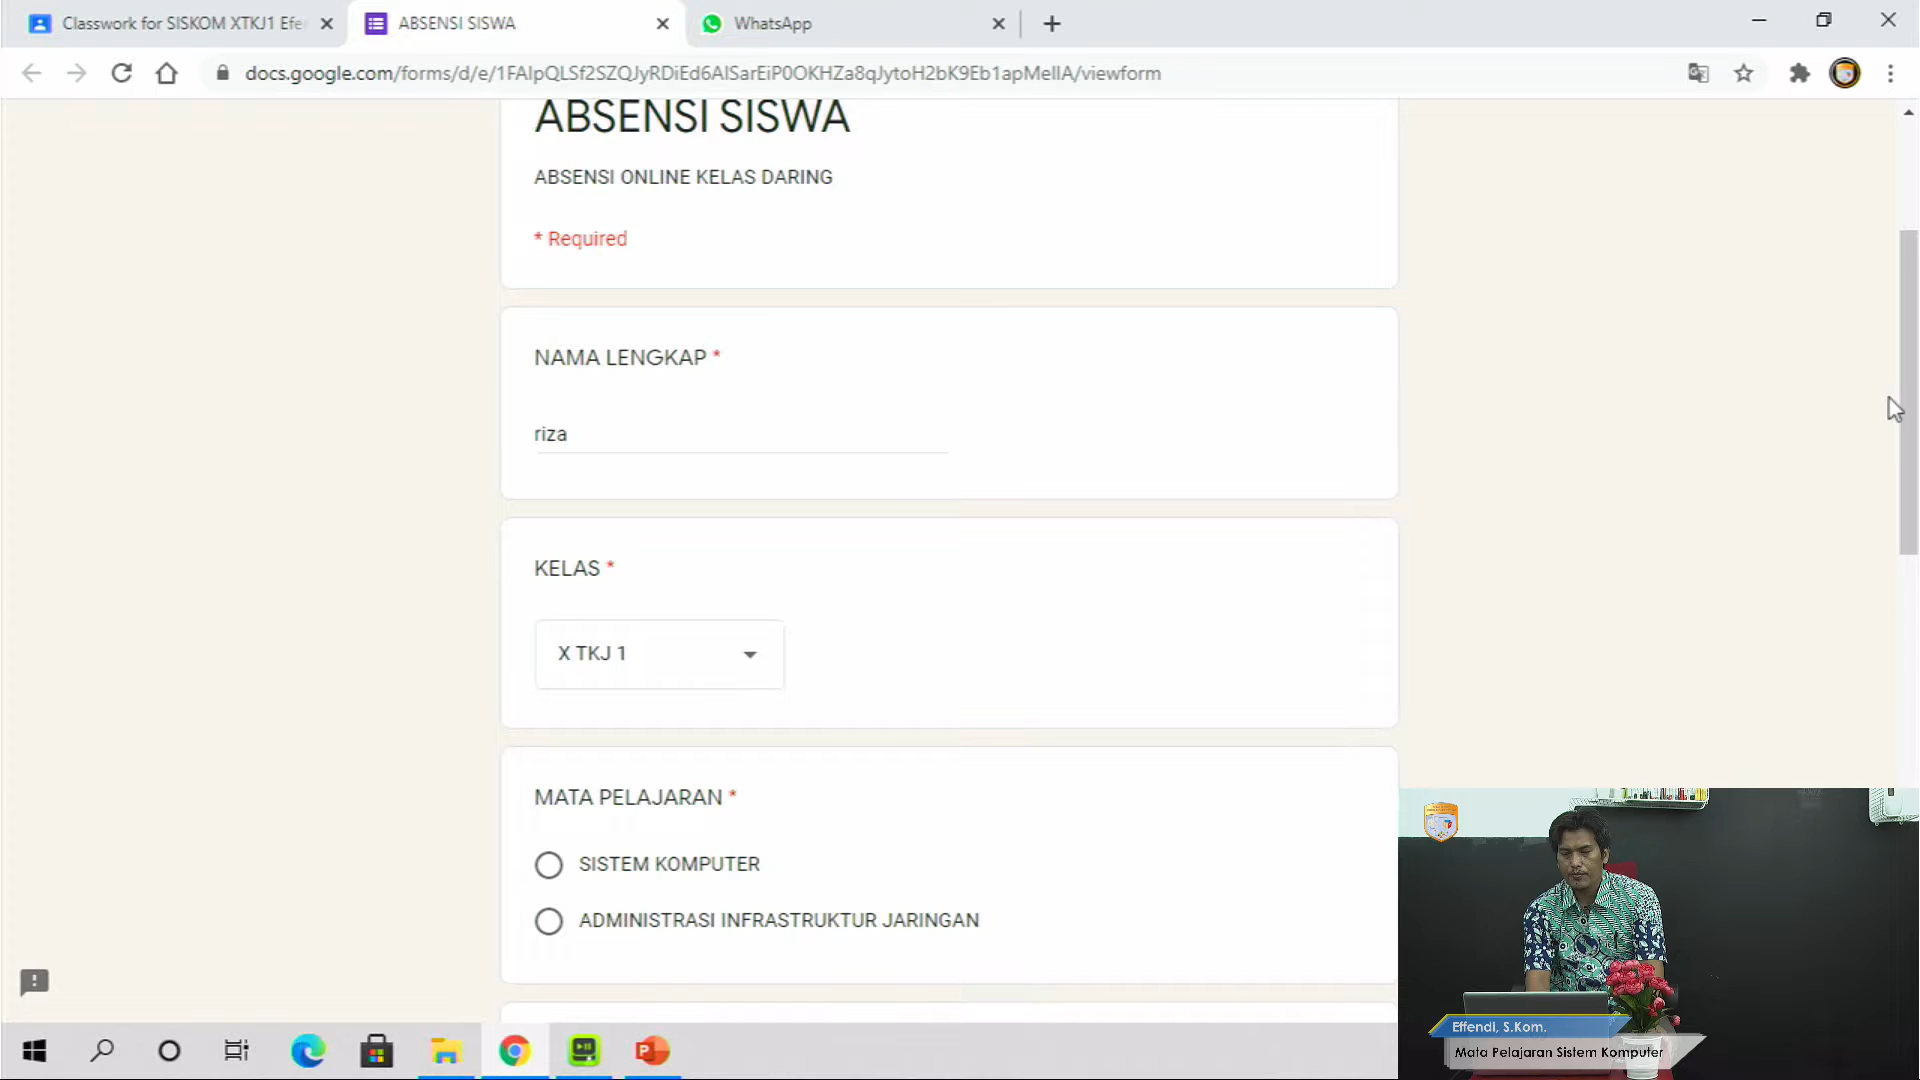 Classwork for SISKOM XTKJ1 Efe
ABSENSI SISWA
WhatsApp
docs.google.com/forms/d/e/1FAIpQLSf2SZQJyRDiEd6AISarEiP0OKHZa8qJytoH2bK9Eb1apMelIA/viewform
ABSENSI SISWA
ABSENSI ONLINE KELAS DARING
* Required
NAMA LENGKAP *
riza
KELAS *
X TKJ 1
MATA PELAJARAN *
SISTEM KOMPUTER
ADMINISTRASI INFRASTRUKTUR JARINGAN
Effendi, S.Kom.
Mata Pelajaran Sistem Komputer